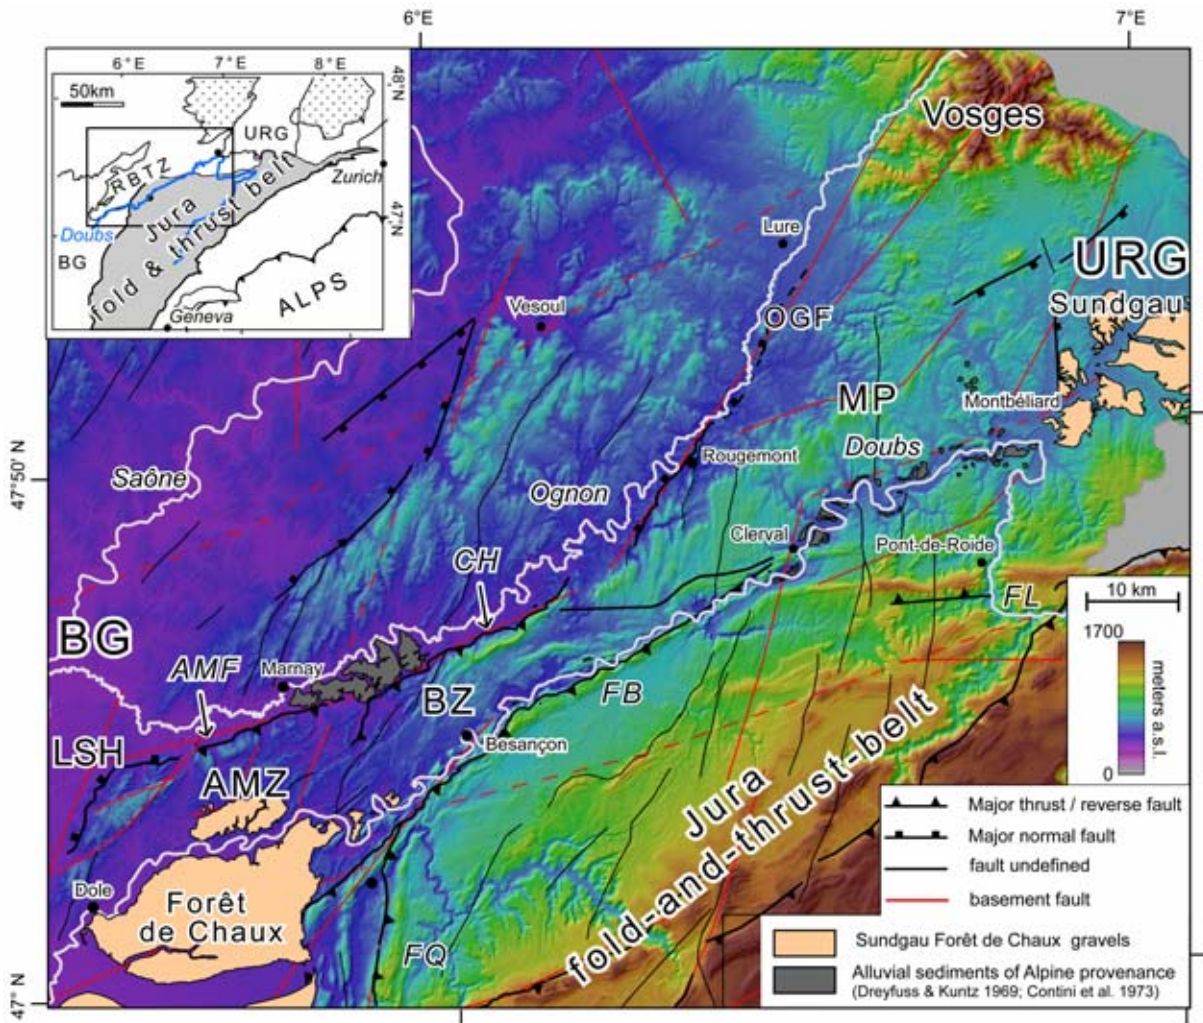 6°E
7°E
6°E
7°E
8°E
48°N
50km
URG
RBTZ
Zurich
47°N
Doubs
Jura
fold & thrust belt
BG
Geneva
ALPS
Vosges
Lure
URG
Sundgau
Vesoul
OGF
MP
Montbéliard
47°50' N
Saône
Doubs
Rougemont
Ognon
Clerval
Pont-de-Roide
CH
FL
10 km
BG
1700
meters a.s.l.
0
AMF
Marnay
BZ
FB
Besançon
LSH
AMZ
Jura
fold-and-thrust-belt
Dole
Forêt
de Chaux
FQ
47° N
Major thrust / reverse fault
Major normal fault
fault undefined
basement fault
Sundgau Forêt de Chaux gravels
Alluvial sediments of Alpine provenance
(Dreyfuss & Kuntz 1969; Contini et al. 1973)